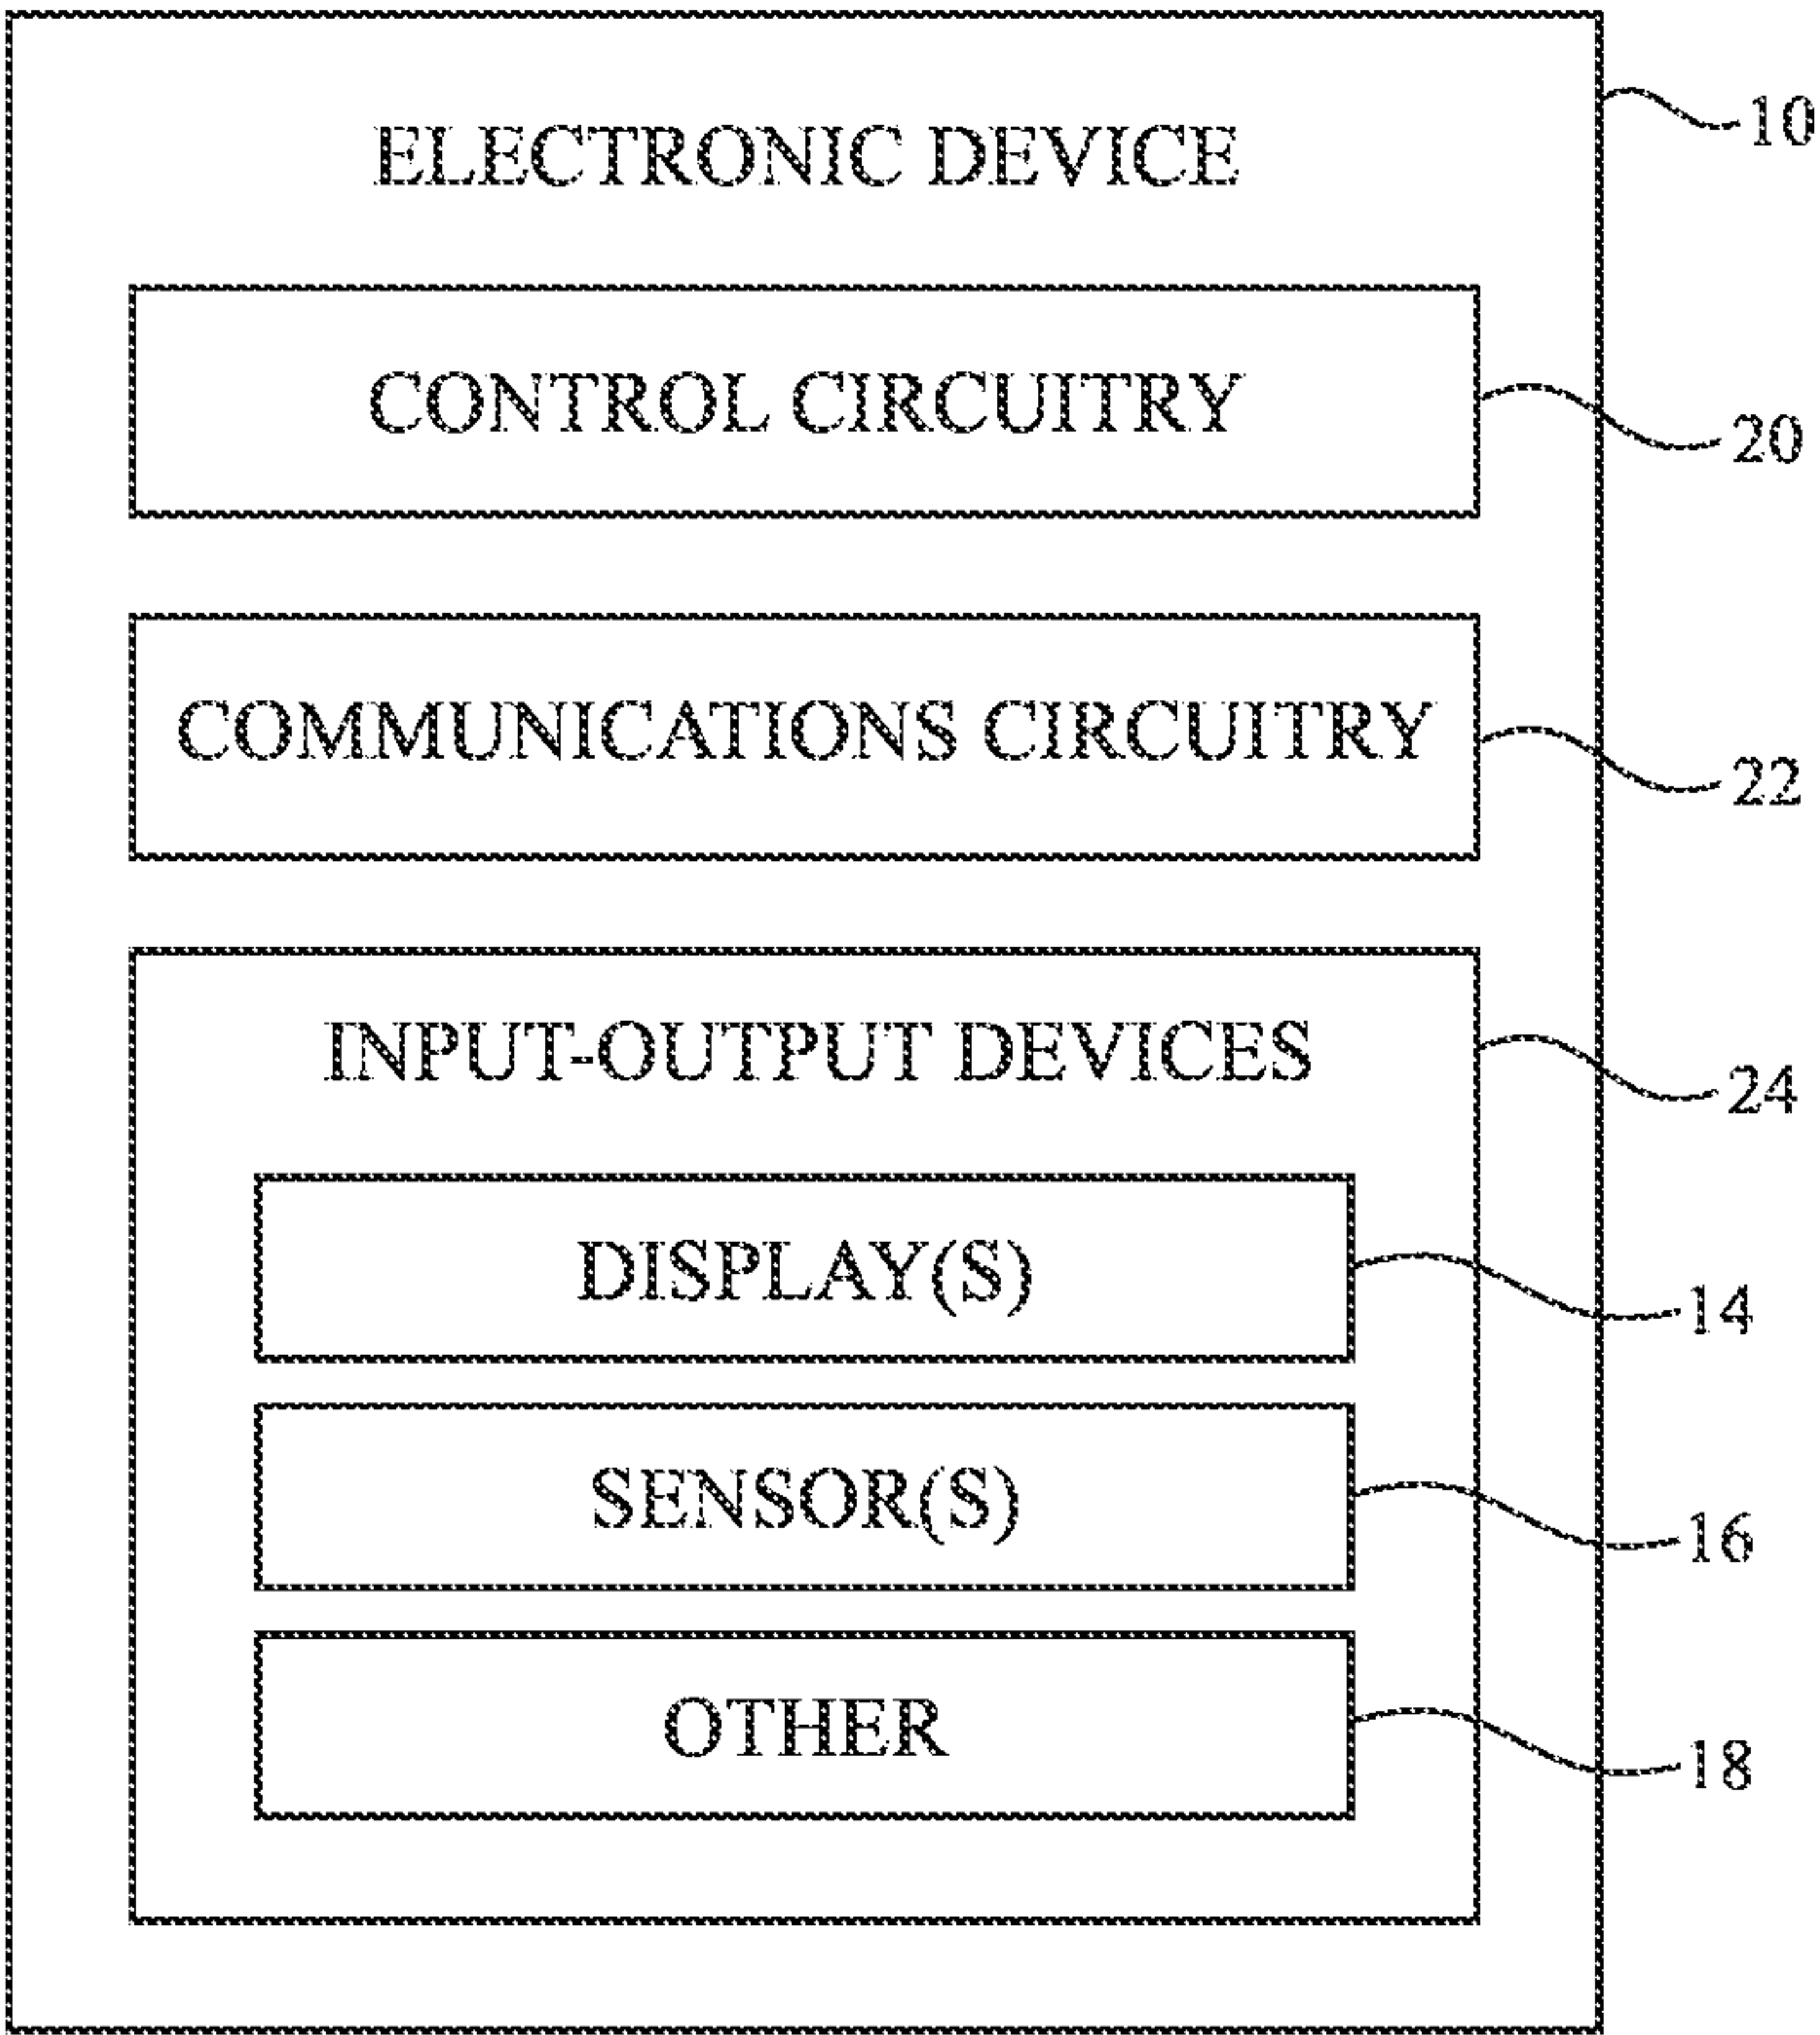 ELECTRONIC DEVICE
10
CONTROL CIRCUITRY
20
COMMUNICATIONS CIRCUITRY
22
INPUT-OUTPUT DEVICES
24
DISPLAY(S)
14
SENSOR(S)
16
OTHER
18